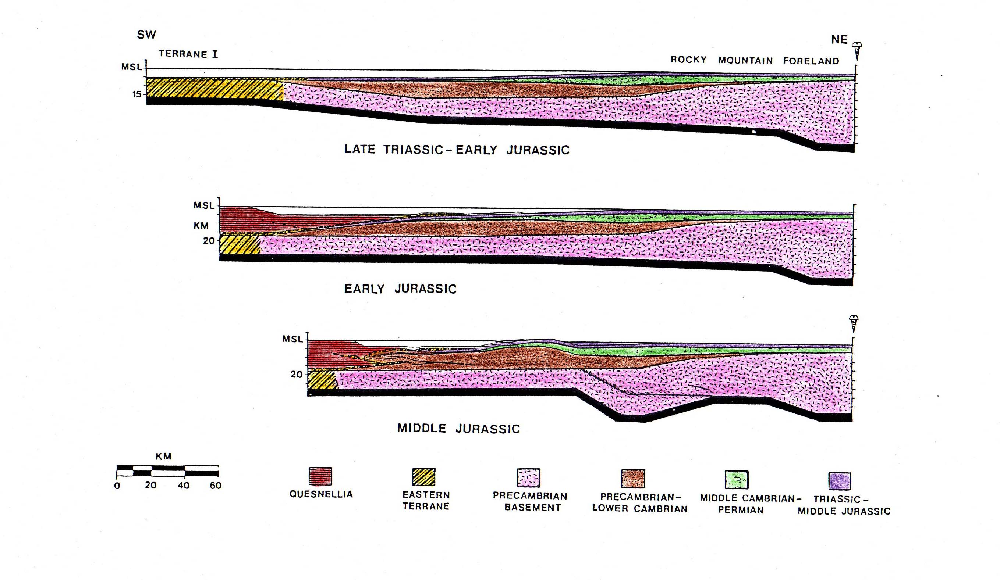 SW
NE
TERRANE I
ROCKY MOUNTAIN FORELAND
MSL
15
LATE TRIASSIC - EARLY JURASSIC
MSL
KM
20
EARLY JURASSIC
MSL
20
MIDDLE JURASSIC
KM
0 20 40 60
QUESNELLIA
EASTERN
TERRANE
PRECAMBRIAN
BASEMENT
PRECAMBRIAN-
LOWER CAMBRIAN
MIDDLE CAMBRIAN-
PERMIAN
TRIASSIC-
MIDDLE JURASSIC